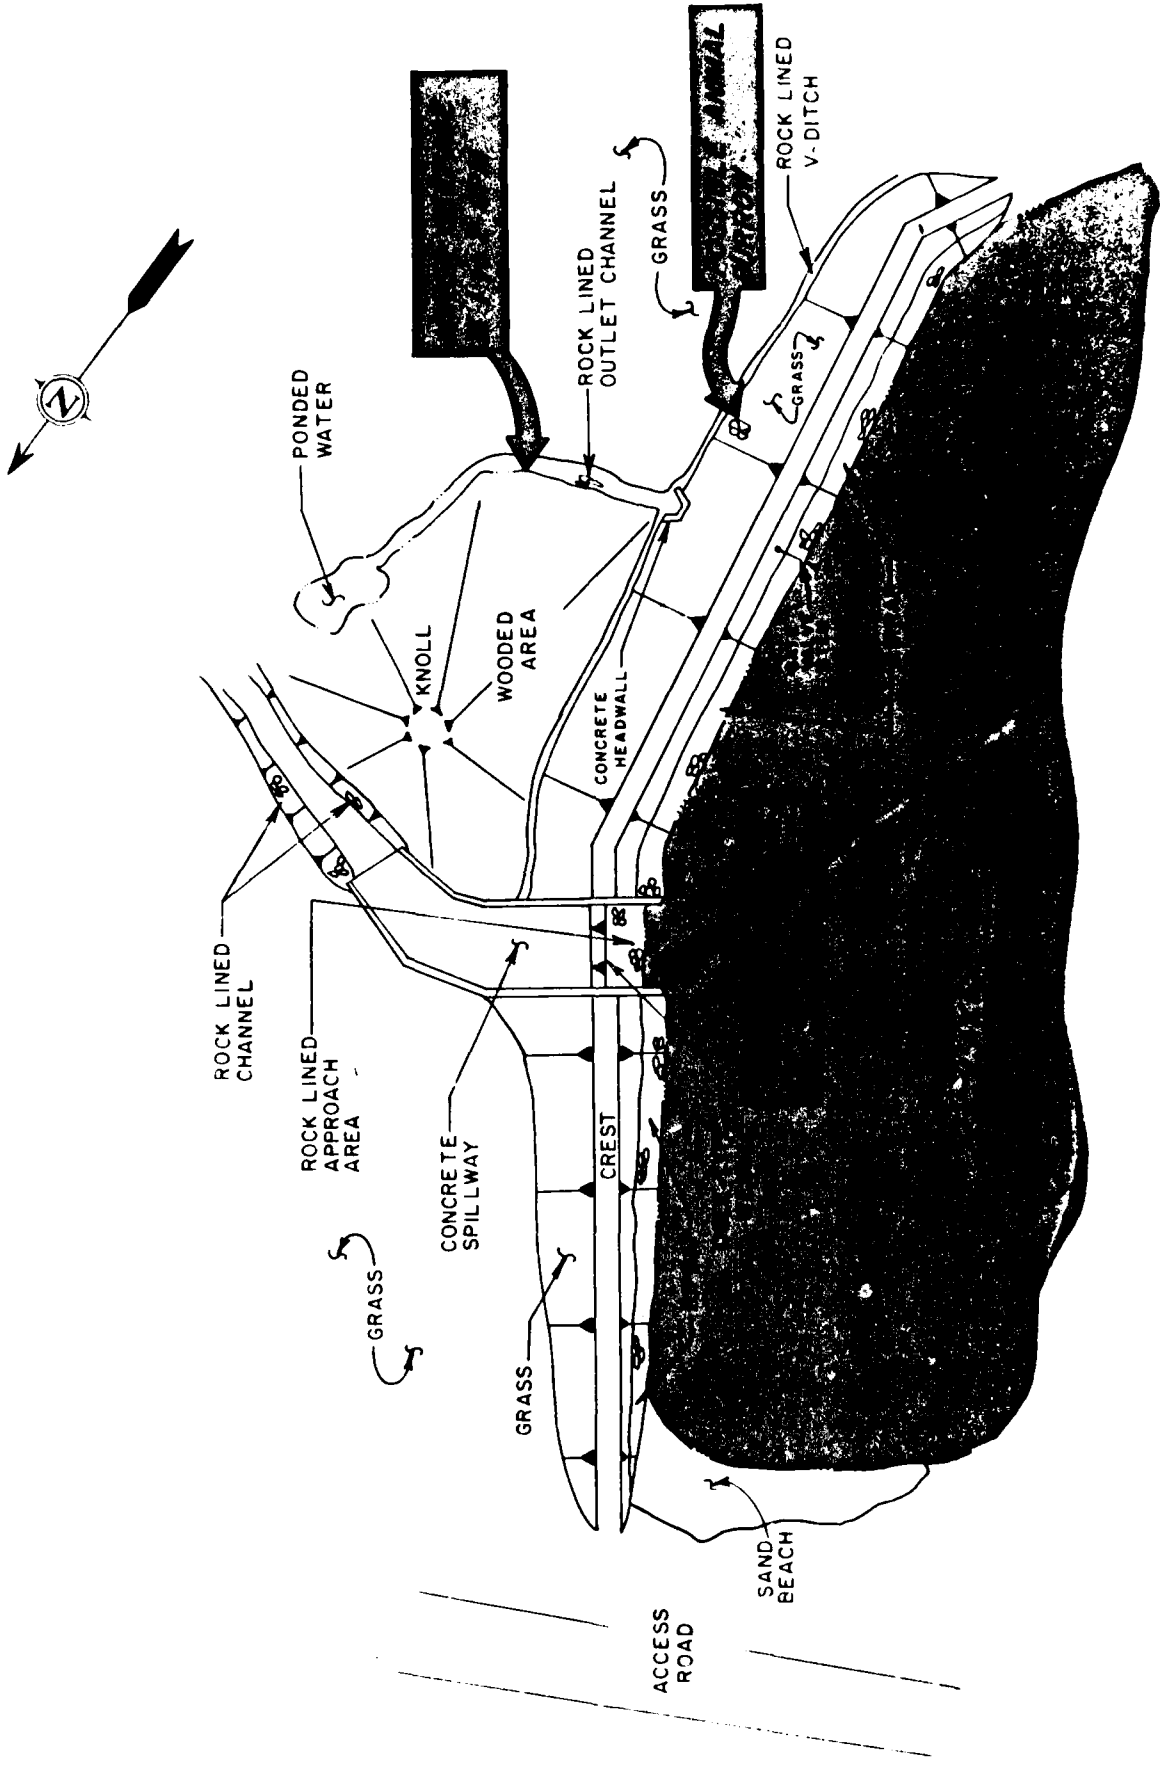 N
PONDED
WATER
ROCK LINED
OUTLET CHANNEL
GRASS
ANIMAL
ROCK LINED
V-DITCH
GRASS
KNOLL
WOODED
AREA
CONCRETE
HEADWALL
ROCK LINED
CHANNEL
ROCK LINED
APPROACH
AREA
CONCRETE
SPILLWAY
CREST
GRASS
GRASS
SAND
BEACH
ACCESS
ROAD